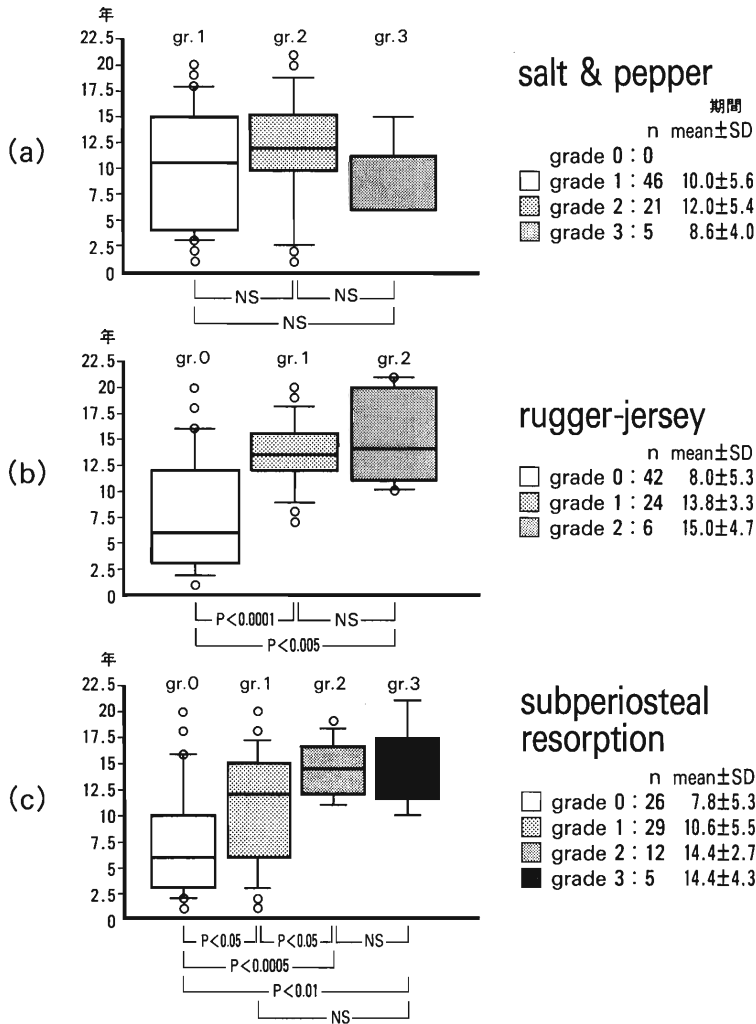 (a)
年
22.5
20
17.5
15
12.5
10
7.5
5
2.5
0
gr.1 gr.2 gr.3
NS NS
NS
salt & pepper
期間
n mean±SD
grade 0 : 0
grade 1 : 46 10.0±5.6
grade 2 : 21 12.0±5.4
grade 3 : 5 8.6±4.0
(b)
年
22.5
20
17.5
15
12.5
10
7.5
5
2.5
0
gr.0 gr.1 gr.2
P<0.0001 NS
P<0.005
rugger-jersey
n mean±SD
grade 0 : 42 8.0±5.3
grade 1 : 24 13.8±3.3
grade 2 : 6 15.0±4.7
(c)
年
22.5
20
17.5
15
12.5
10
7.5
5
2.5
0
gr.0 gr.1 gr.2 gr.3
P<0.05 P<0.05 NS
P<0.0005
P<0.01
NS
subperiosteal
resorption
n mean±SD
grade 0 : 26 7.8±5.3
grade 1 : 29 10.6±5.5
grade 2 : 12 14.4±2.7
grade 3 : 5 14.4±4.3